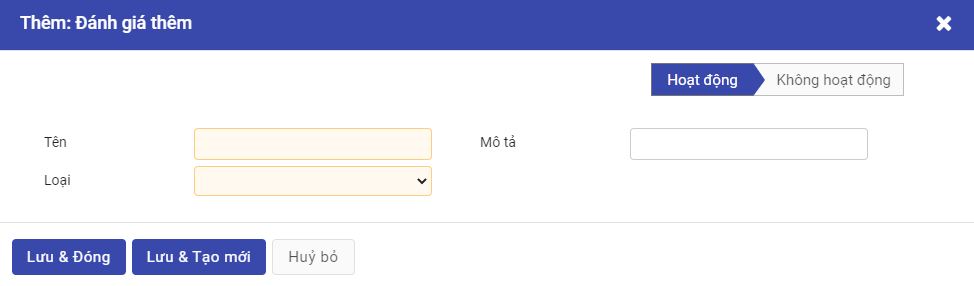 Thêm: Đánh giá thêm
Hoạt động
Không hoạt động
Tên
Mô tả
Loại
Lưu & Đóng
Lưu & Tạo mới
Huỷ bỏ